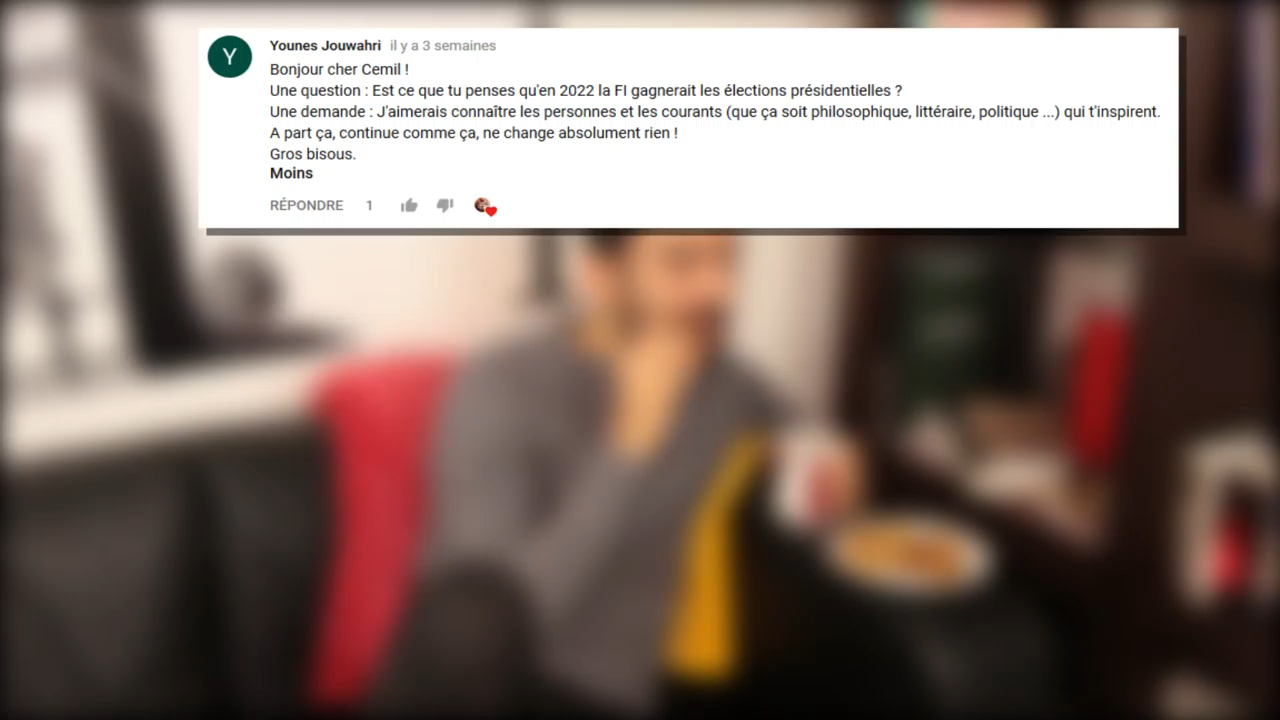 Y
Younes Jouwahri il y a 3 semaines
Bonjour cher Cemil !
Une question : Est ce que tu penses qu'en 2022 la FI gagnerait les élections présidentielles ?
Une demande : J'aimerais connaître les personnes et les courants (que ça soit philosophique, littéraire, politique ...) qui t'inspirent.
A part ça, continue comme ça, ne change absolument rien !
Gros bisous.
Moins
RÉPONDRE 1